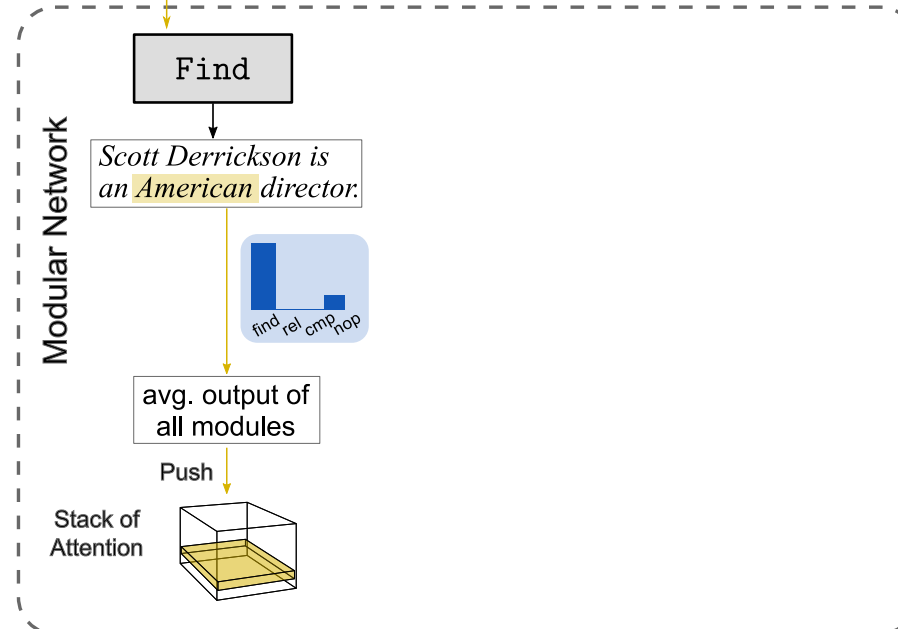 Modular Network
Find
Scott Derrickson is
an American director.
find rel cmp nop
avg. output of
all modules
Push
Stack of
Attention